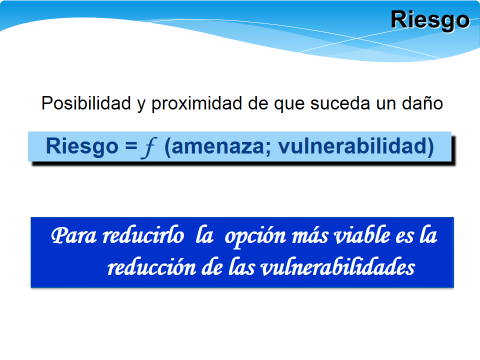 Riesgo
Posibilidad y proximidad de que suceda un daño
Riesgo = f (amenaza; vulnerabilidad)
Para reducirlo la opción más viable es la
reducción de las vulnerabilidades